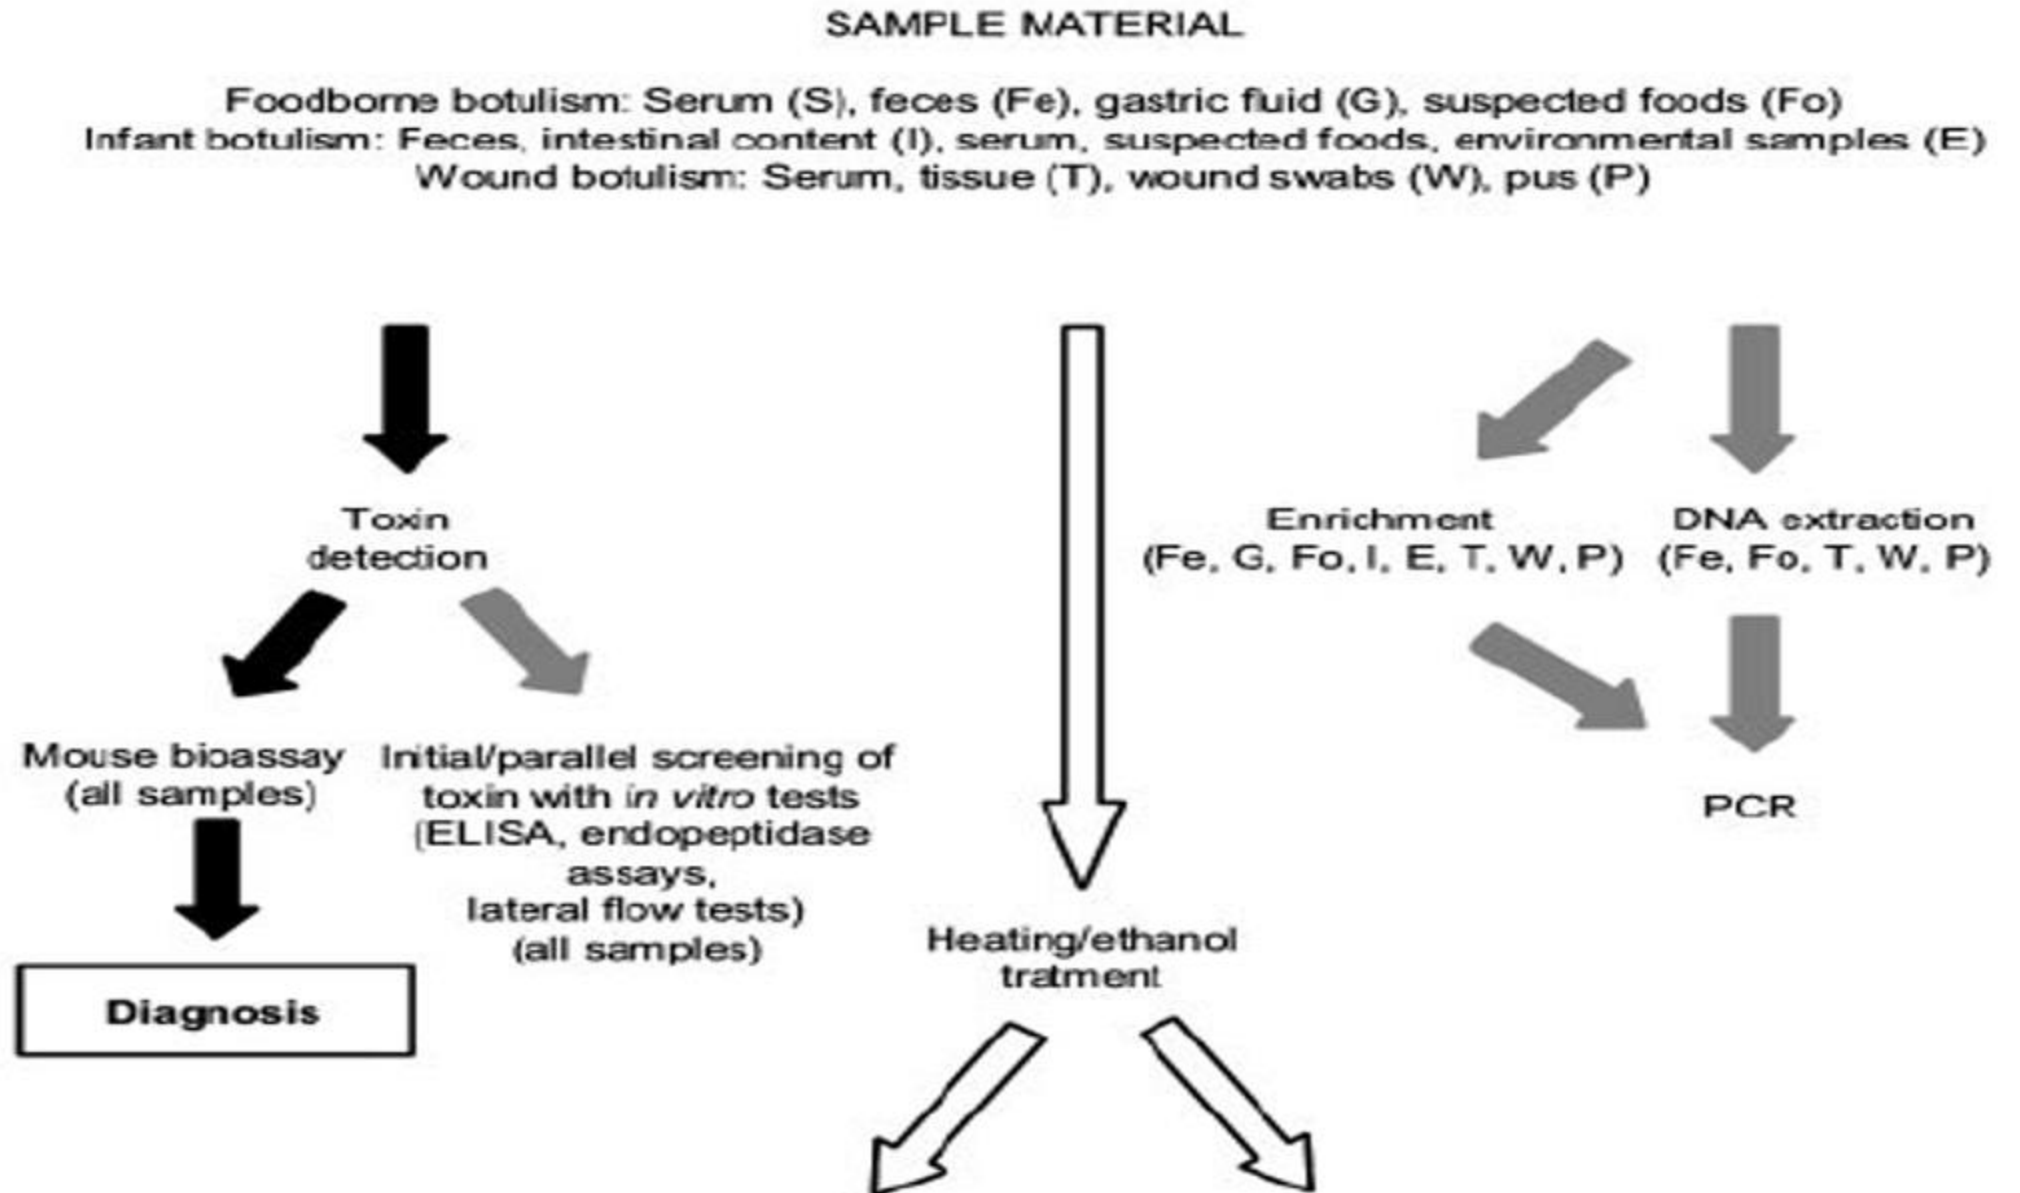 SAMPLE MATERIAL
Foodborne botulism: Serum (S), feces (Fe), gastric fluid (G), suspected foods (Fo)
Infant botulism: Feces, intestinal content (I), serum, suspected foods, environmental samples (E)
Wound botulism: Serum, tissue (T), wound swabs (W), pus (P)
Toxin
detection
Enrichment
(Fe, G, Fo, I, E, T, W, P)
DNA extraction
(Fe, Fo, T, W, P)
Mouse bioassay
(all samples)
Initial/parallel screening of
toxin with in vitro tests
(ELISA, endopeptidase
assays,
lateral flow tests)
(all samples)
PCR
Heating/ethanol
tratment
Diagnosis